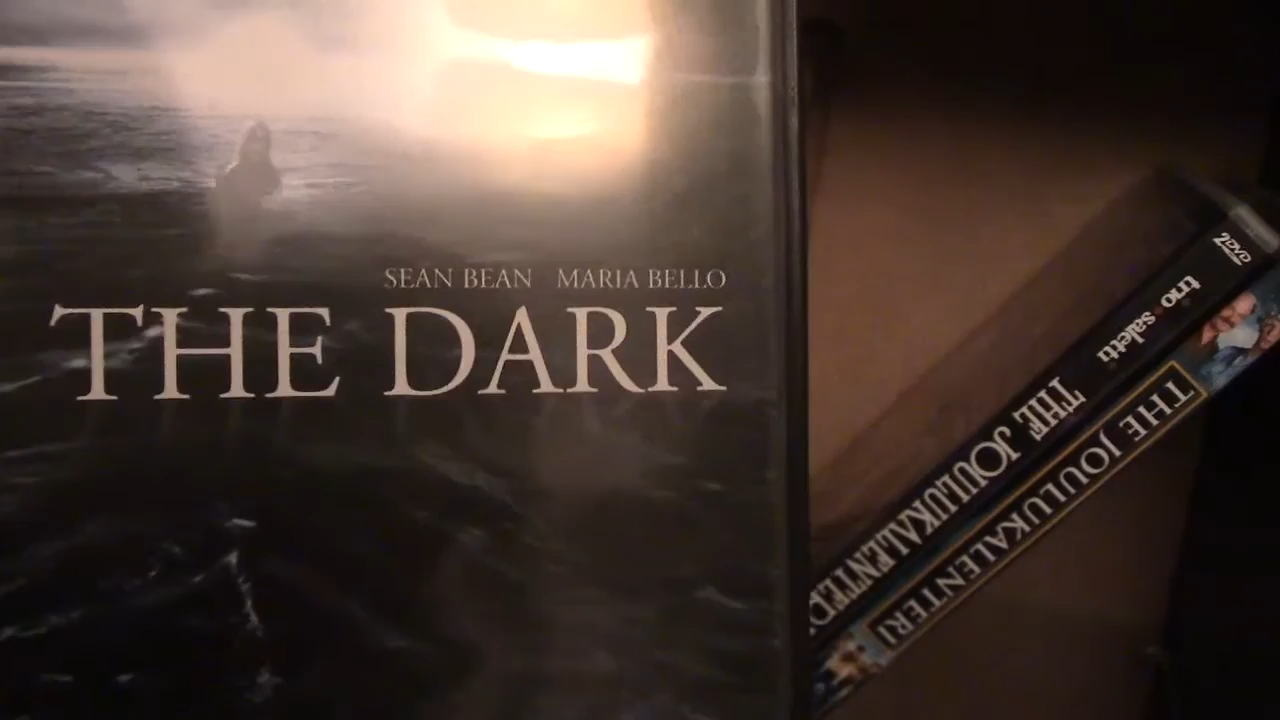 SEAN BEAN MARIA BELLO
THE DARK
2DVD
trio saletti
THE JOULUKALENTERI
THE JOULUKALENTERI